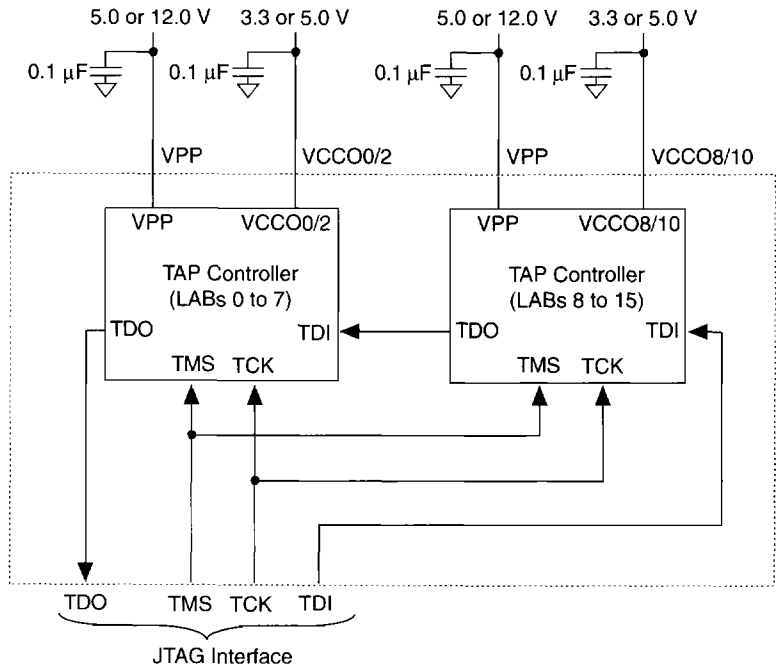 5.0 or 12.0 V 3.3 or 5.0 V 5.0 or 12.0 V 3.3 or 5.0 V
0.1 µF 0.1 µF 0.1 µF 0.1 µF
VPP VCCO0/2 VPP VCCO8/10
VPP VCCO0/2 VPP VCCO8/10
TAP Controller
(LABs 0 to 7)
TAP Controller
(LABs 8 to 15)
TDO TDI TDO TDI
TMS TCK TMS TCK
TDO TMS TCK TDI
JTAG Interface